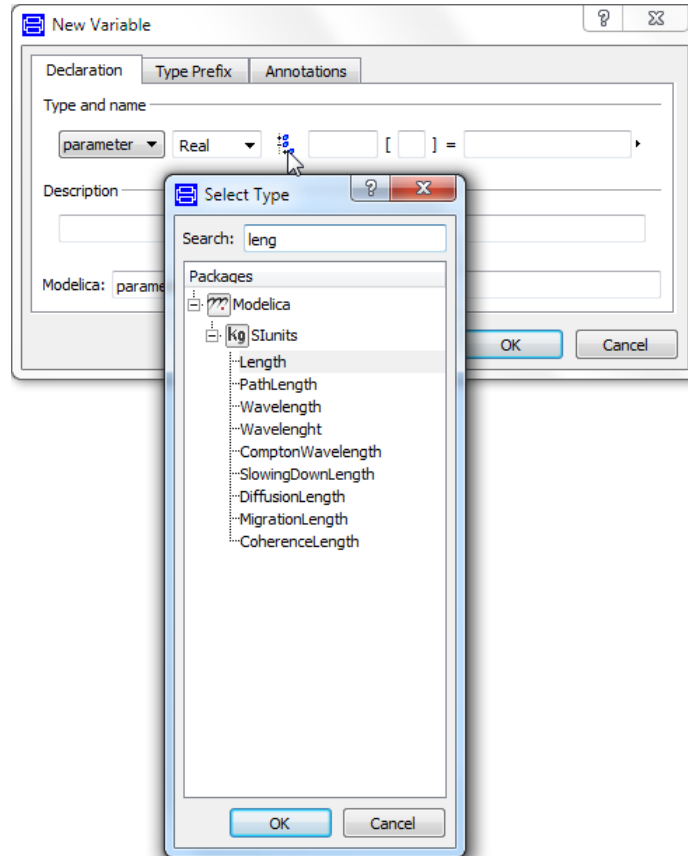 New Variable
Declaration Type Prefix Annotations
Type and name
parameter Real [ ] =
Description
Select Type
Search: leng
Packages
Modelica
kg SIunits
Length
PathLength
Wavelength
Wavelenght
ComptonWavelength
SlowingDownLength
DiffusionLength
MigrationLength
CoherenceLength
OK Cancel
Modelica: parame
OK Cancel